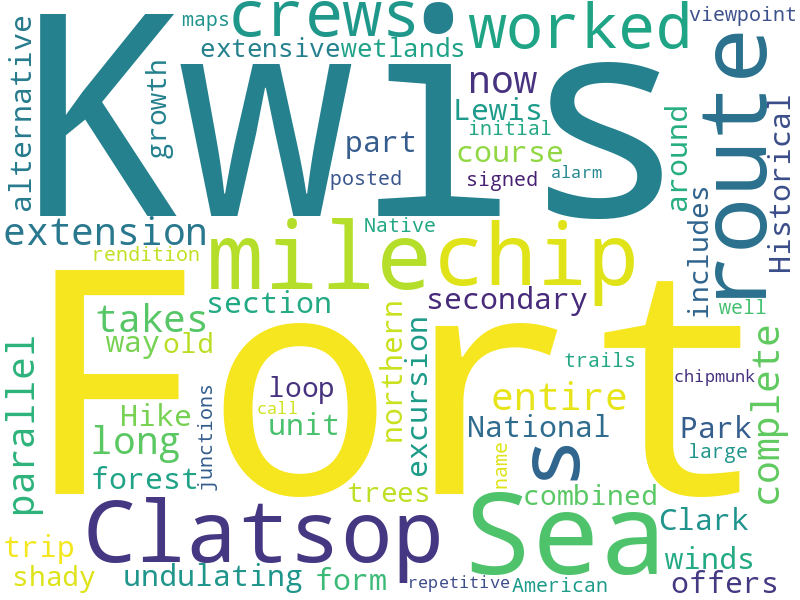 maps
crews
worked
viewpoint
extensive
wetlands
Kwis
now
route
alternative
growth
Lewis
initial
part
course
around
Historical
posted
signed
alarm
Native
includes
extension
rendition
mile
chip
secondary
well
section
takes
way
old
northern
excursion
parallel
Fort
trails
complete
loop
chipmunk
entire
Hike
call
unit
junctions
National
Park
long
s
large
forest
name
trees
combined
Clatsop
Sea
Clark
trip
winds
shady
undulating
form
repetitive
American
offers